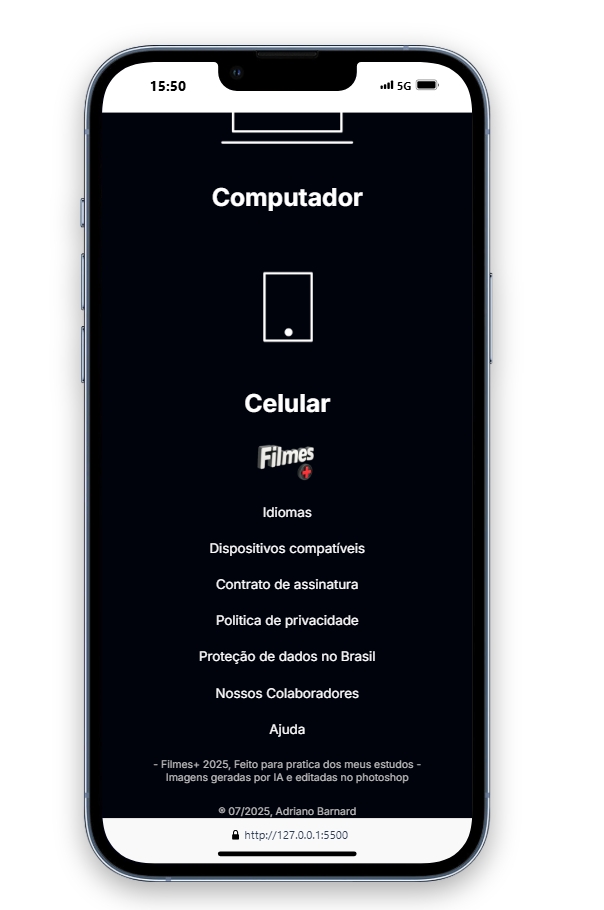 15:50
5G
Computador
Celular
Filmes
Idiomas
Dispositivos compatíveis
Contrato de assinatura
Politica de privacidade
Proteção de dados no Brasil
Nossos Colaboradores
Ajuda
- Filmes+ 2025, Feito para pratica dos meus estudos -
Imagens geradas por IA e editadas no photoshop
® 07/2025, Adriano Barnard
http://127.0.0.1:5500